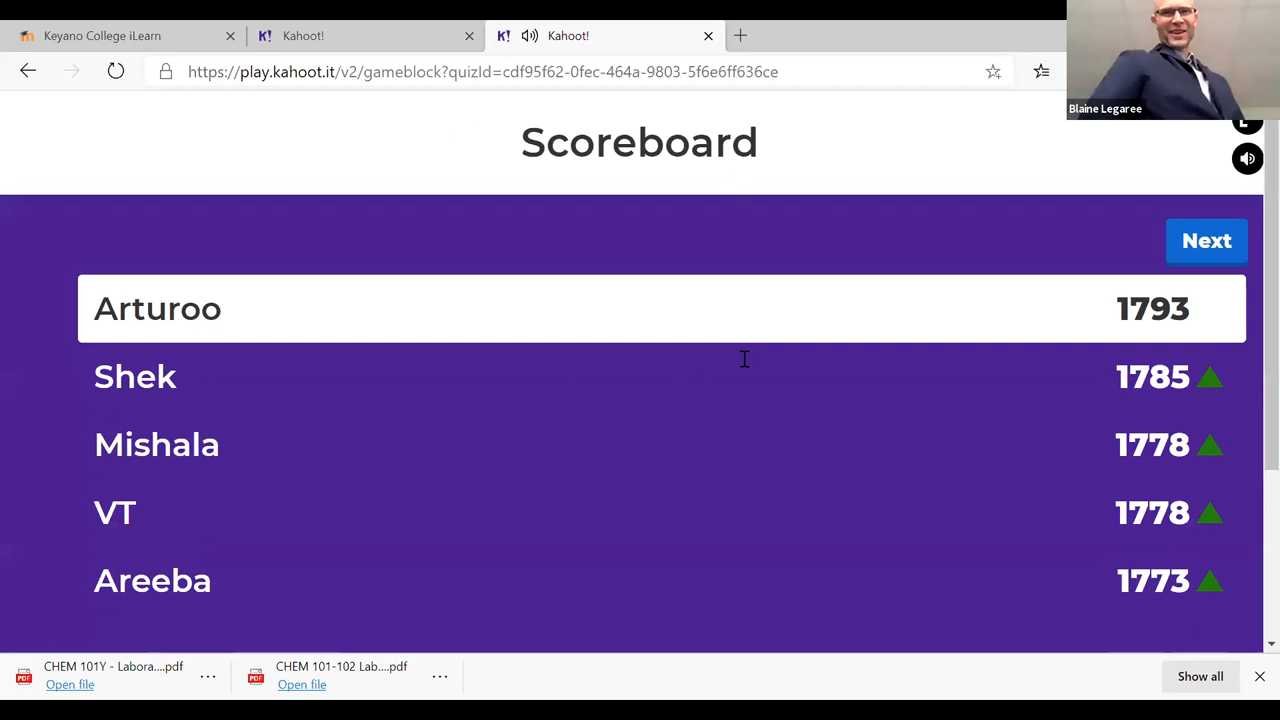 Keyano College iLearn
K! Kahoot!
K! Kahoot!
https://play.kahoot.it/v2/gameblock?quizId=cdf95f62-0fec-464a-9803-5f6e6ff636ce
Blaine Legaree
Scoreboard
Next
Arturoo 1793
Shek 1785
Mishala 1778
VT 1778
Areeba 1773
PDF CHEM 101Y - Labora....pdf
Open file
PDF CHEM 101-102 Lab....pdf
Open file
Show all